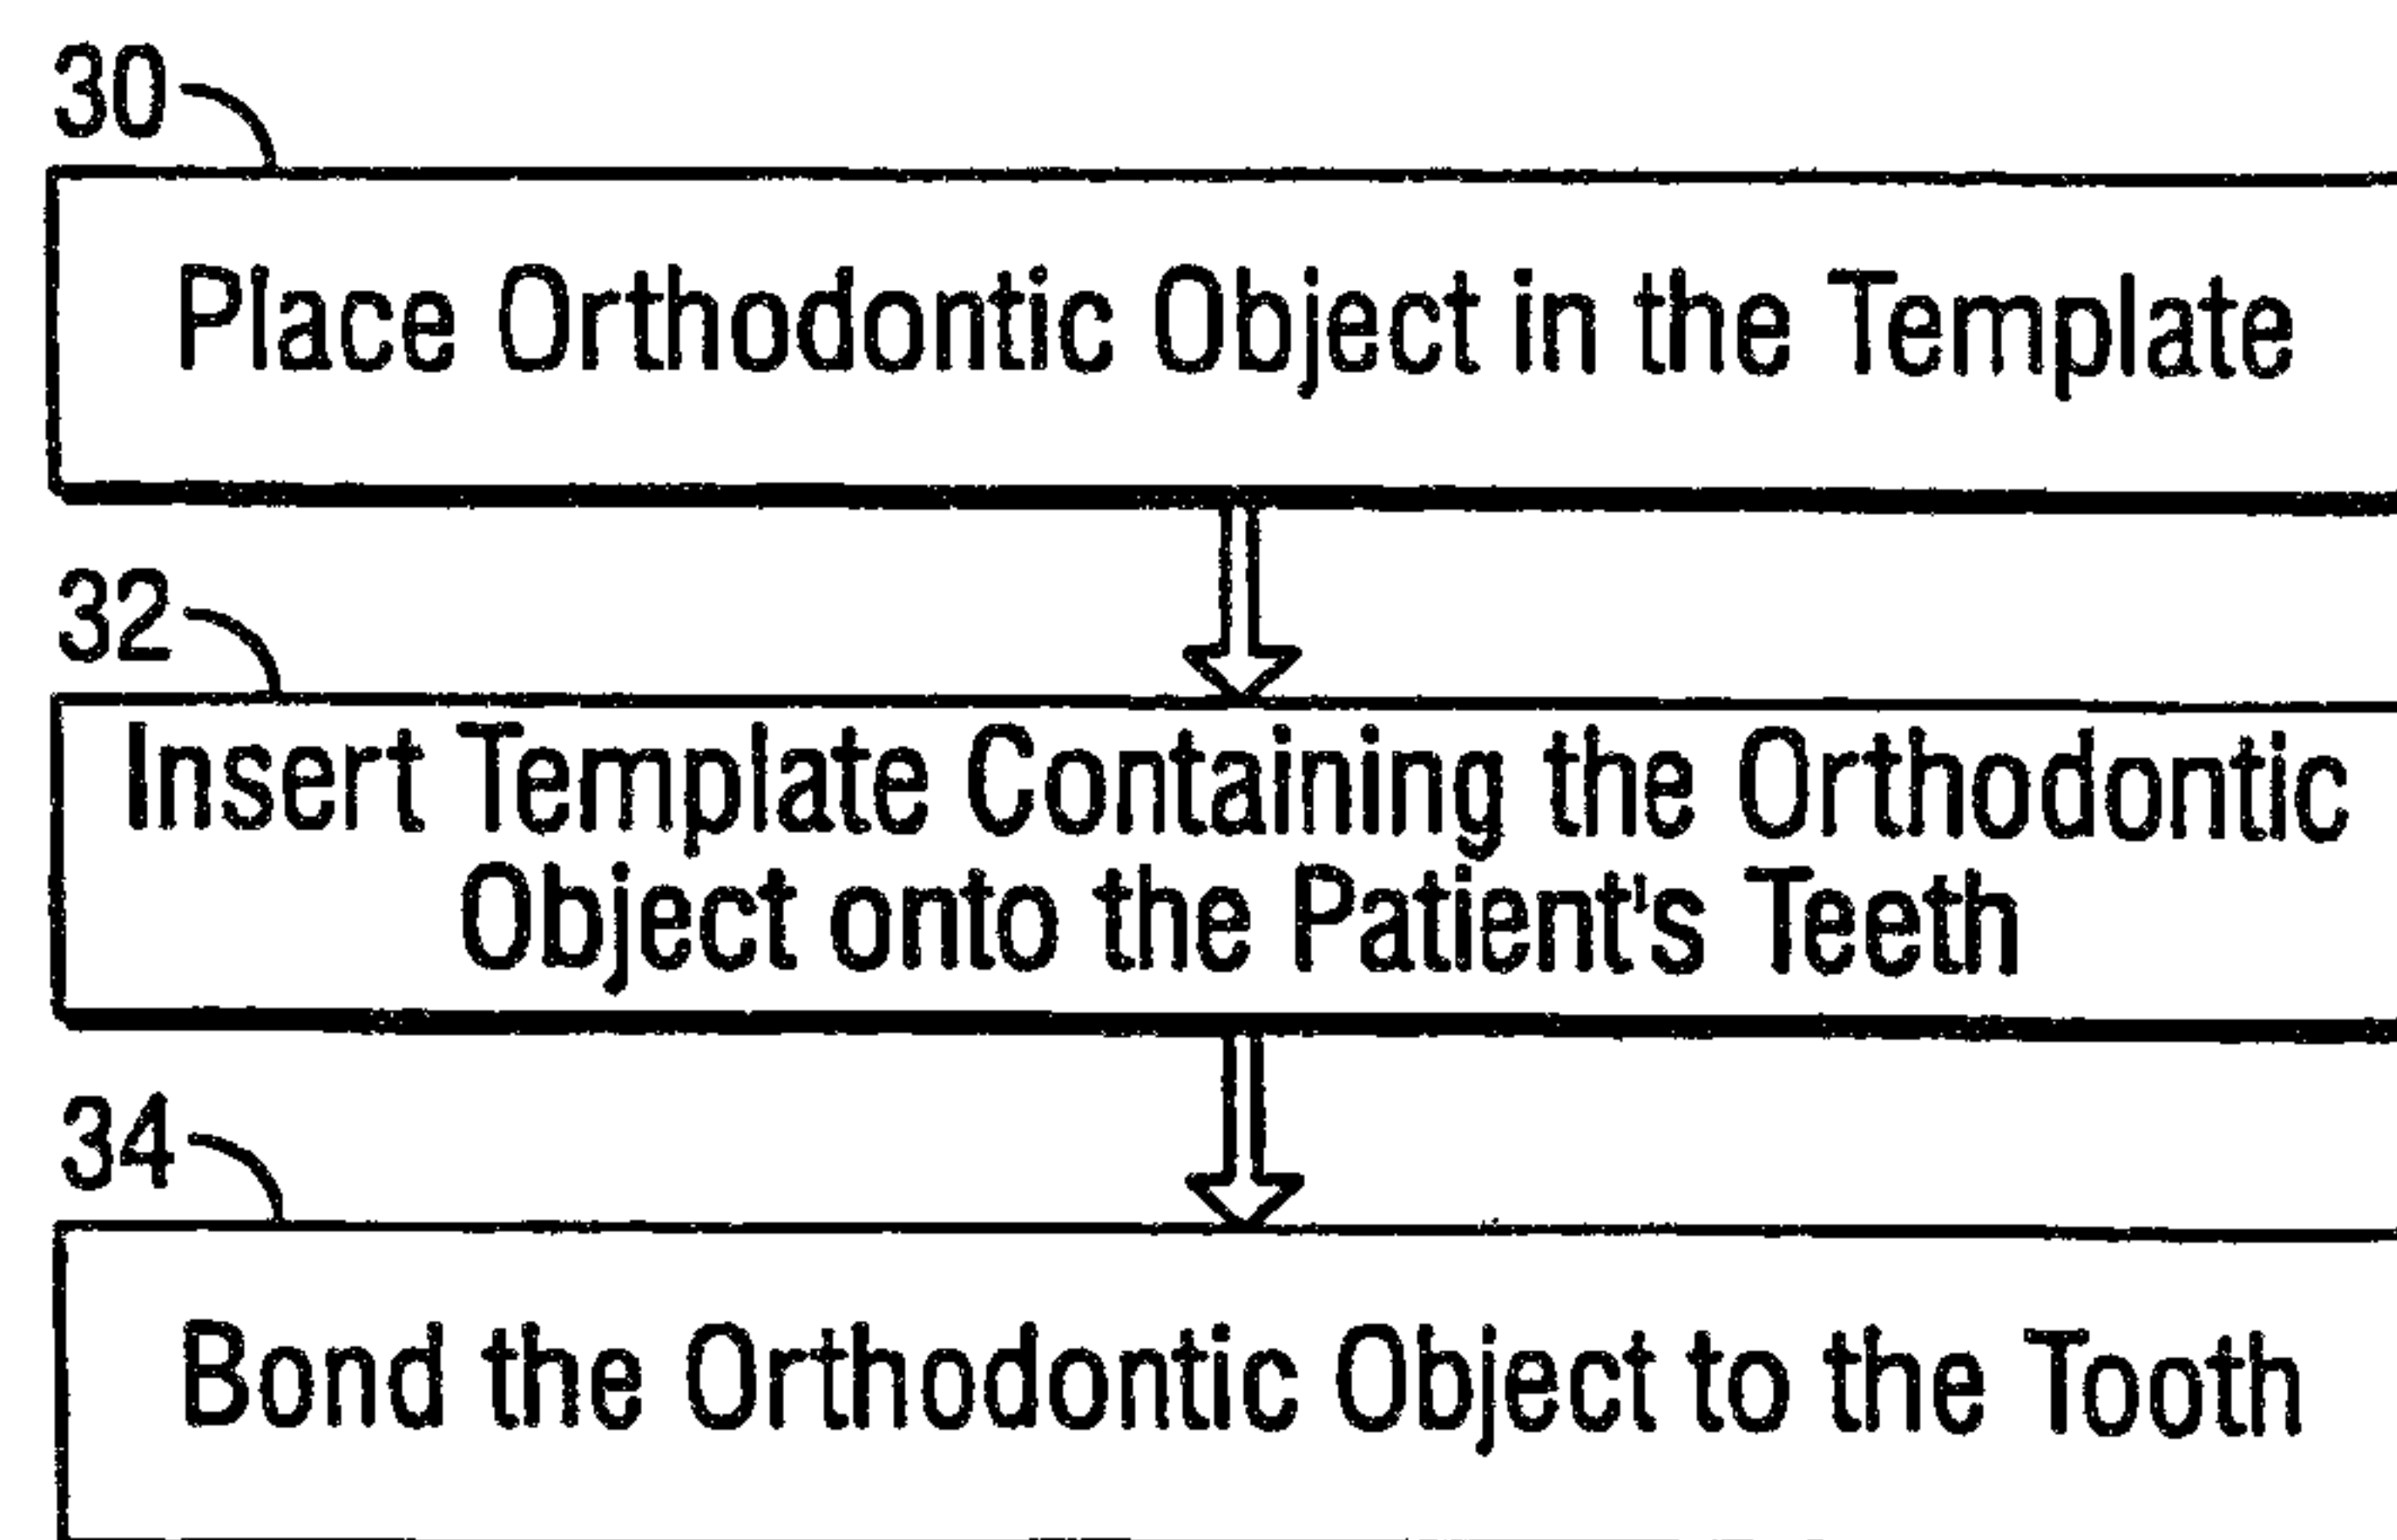 30
Place Orthodontic Object in the Template
32
Insert Template Containing the Orthodontic
Object onto the Patient's Teeth
34
Bond the Orthodontic Object to the Tooth